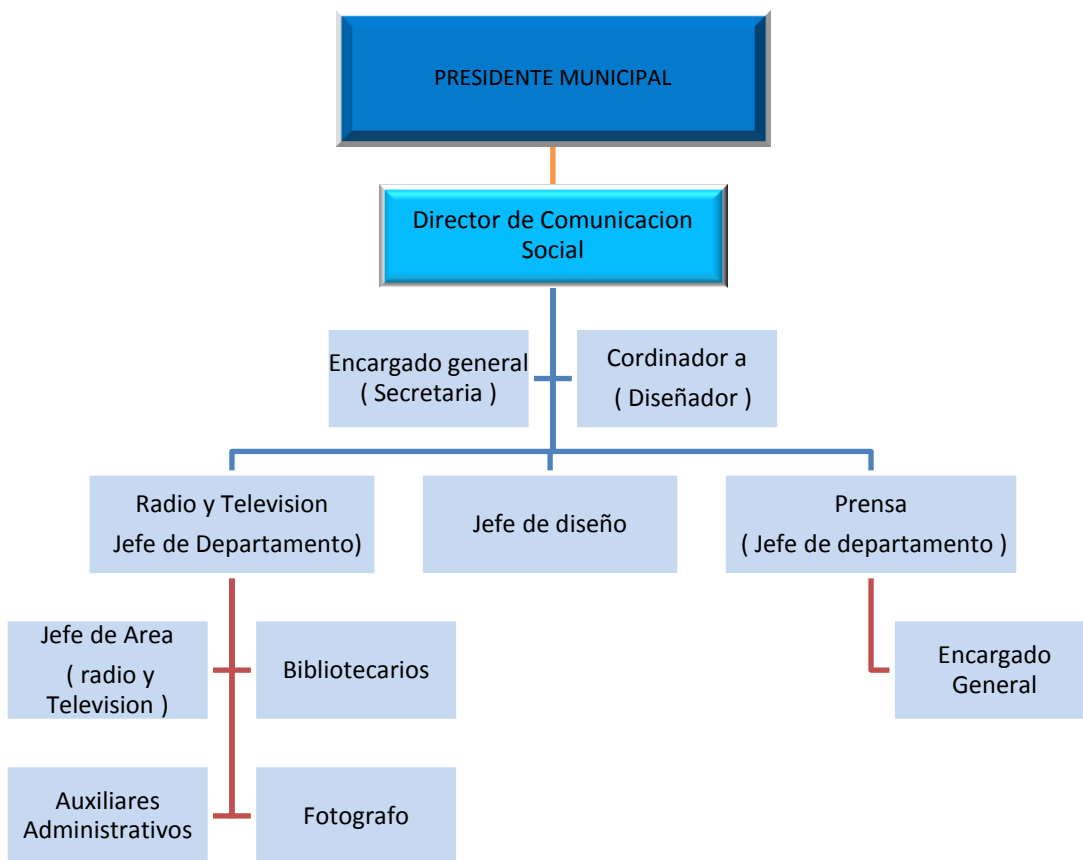 PRESIDENTE MUNICIPAL
Director de Comunicacion
Social
Encargado general
( Secretaria )
Cordinador a
( Diseñador )
Radio y Television
Jefe de Departamento)
Jefe de diseño
Prensa
( Jefe de departamento )
Jefe de Area
( radio y
Television )
Bibliotecarios
Encargado
General
Auxiliares
Administrativos
Fotografo